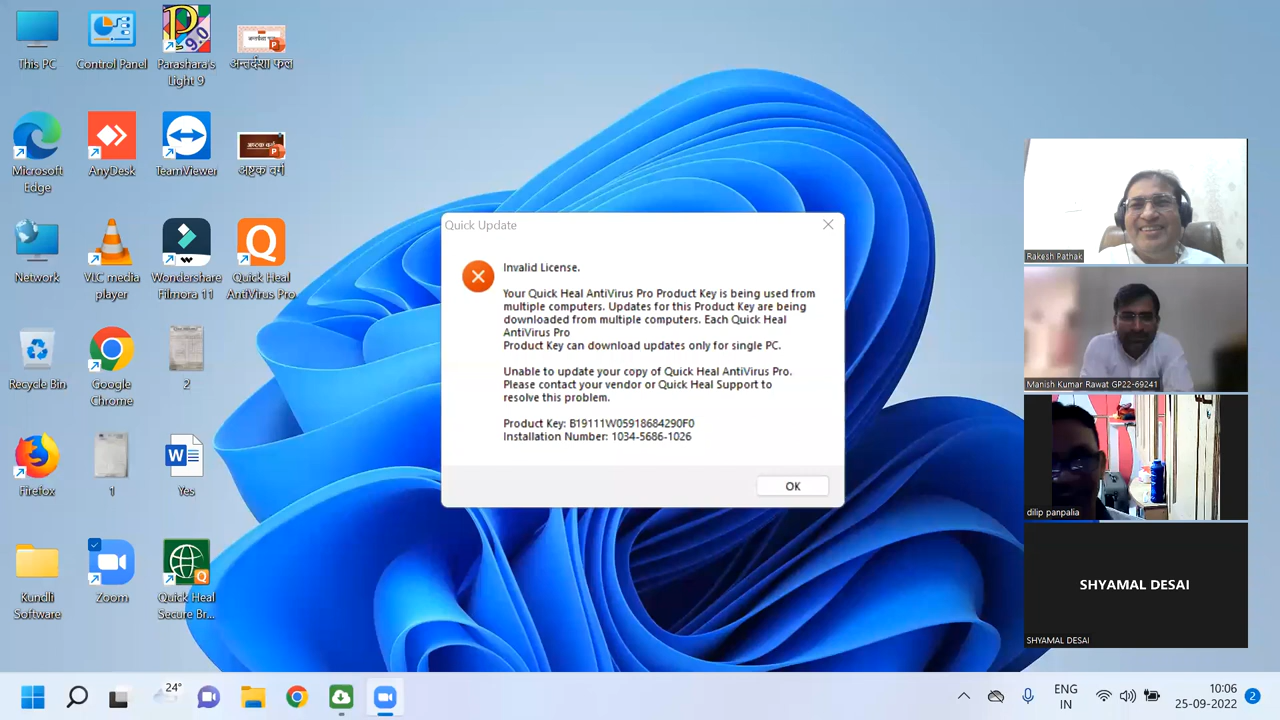 This PC
Control Panel
Parashara's
Light 9
अन्तर्दशा फल
Microsoft
Edge
AnyDesk
TeamViewer
अष्टक वर्ग
Network
VLC media
player
Wondershare
Filmora 11
Quick Heal
AntiVirus Pro
Recycle Bin
Google
Chrome
2
Firefox
1
Yes
Kundli
Software
Zoom
Quick Heal
Secure Br...
Quick Update
Invalid License.
Your Quick Heal AntiVirus Pro Product Key is being used from
multiple computers. Updates for this Product Key are being
downloaded from multiple computers. Each Quick Heal
AntiVirus Pro
Product Key can download updates only for single PC.
Unable to update your copy of Quick Heal AntiVirus Pro.
Please contact your vendor or Quick Heal Support to
resolve this problem.
Product Key: B19111W05918684290F0
Installation Number: 1034-5686-1026
OK
Rakesh Pathak
Manish Kumar Rawat GP22-69241
dilip panpalia
SHYAMAL DESAI
SHYAMAL DESAI
24°
ENG
IN
10:06
25-09-2022
2